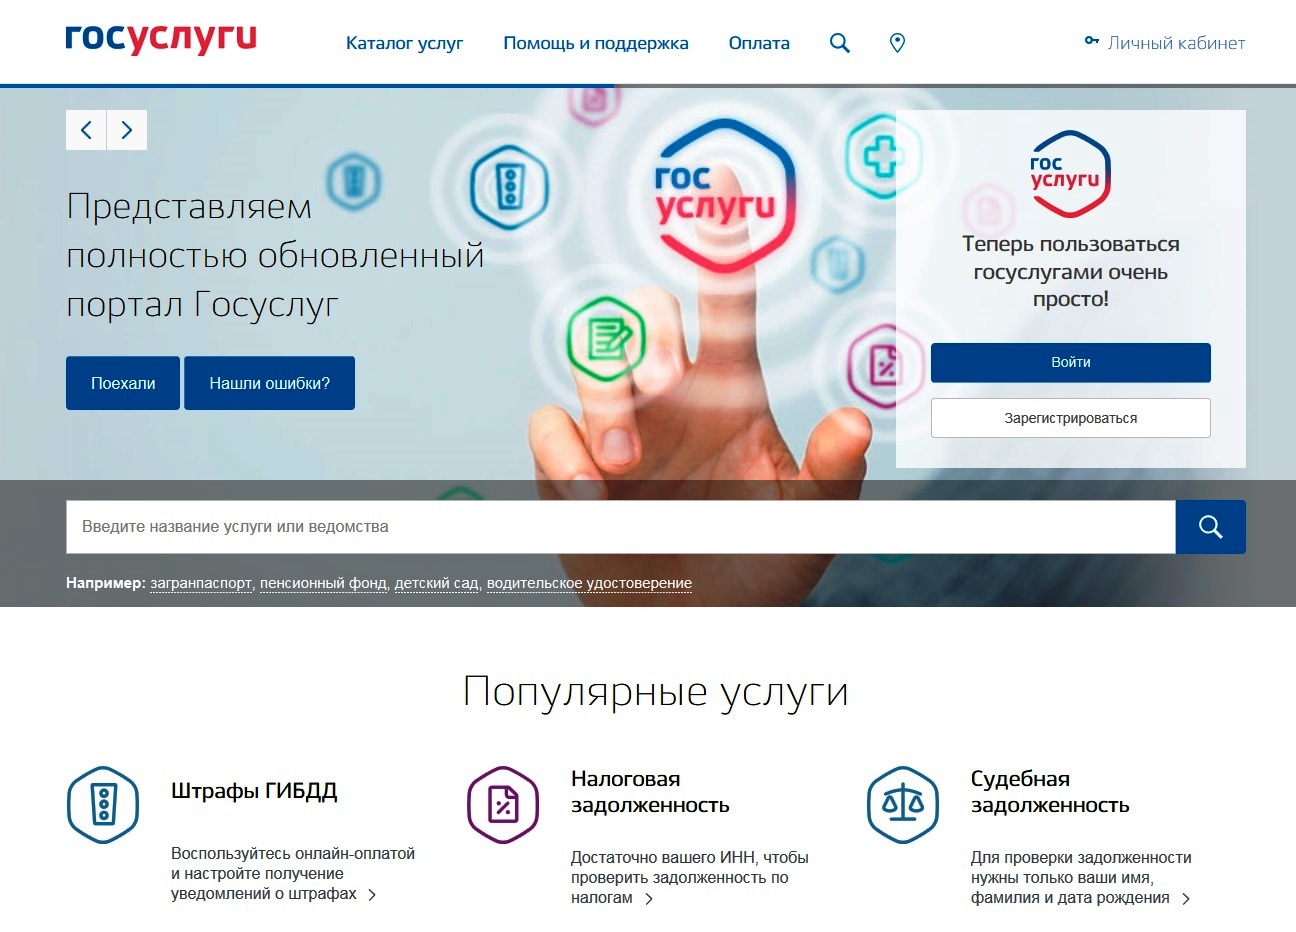 госуслуги
Каталог услуг
Помощь и поддержка
Оплата
Личный кабинет
Представляем
полностью обновленный
портал Госуслуг
Поехали
Нашли ошибки?
гос
услуги
гос
услуги
Теперь пользоваться
госуслугами очень
просто!
Войти
Зарегистрироваться
Введите название услуги или ведомства
Например: загранпаспорт, пенсионный фонд, детский сад, водительское удостоверение
Популярные услуги
Штрафы ГИБДД
Воспользуйтесь онлайн-оплатой
и настройте получение
уведомлений о штрафах
Налоговая
задолженность
Достаточно вашего ИНН, чтобы
проверить задолженность по
налогам
Судебная
задолженность
Для проверки задолженности
нужны только ваши имя,
фамилия и дата рождения